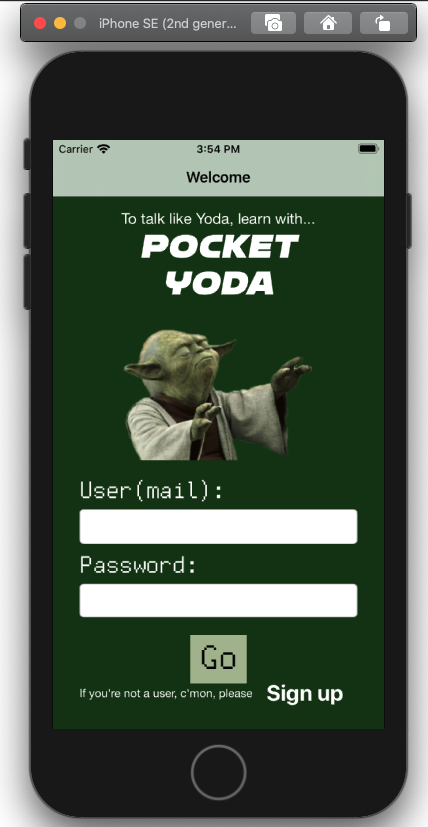 iPhone SE (2nd gener...
Carrier 3:54 PM
Welcome
To talk like Yoda, learn with...
POCKET
YODA
User(mail):
Password:
Go
If you're not a user, c'mon, please Sign up